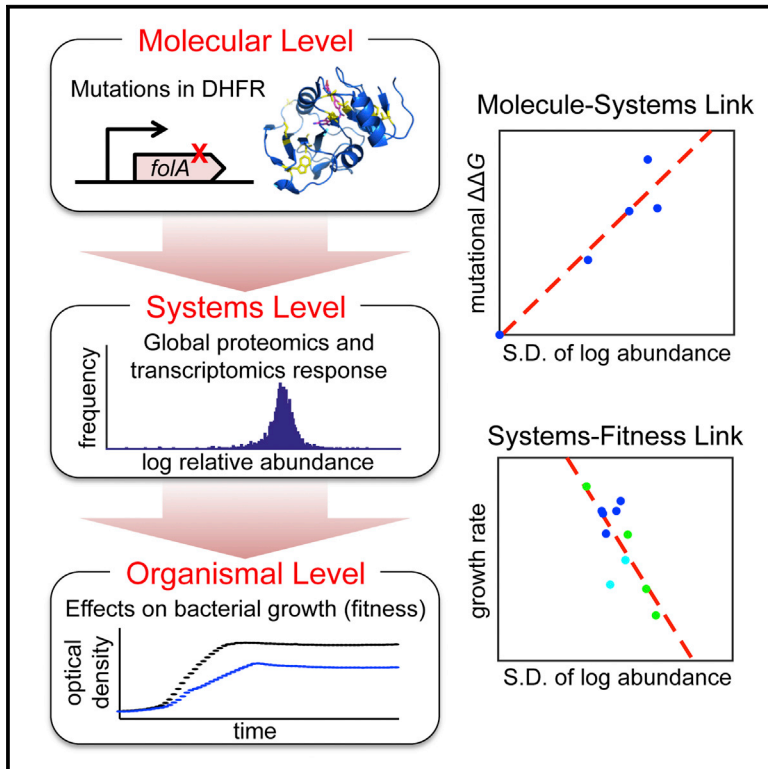 Molecular Level
Mutations in DHFR
X
folA
Systems Level
Global proteomics and
transcriptomics response
frequency
log relative abundance
Organismal Level
Effects on bacterial growth (fitness)
optical
density
time
Molecule-Systems Link
mutational ΔΔG
S.D. of log abundance
Systems-Fitness Link
growth rate
S.D. of log abundance